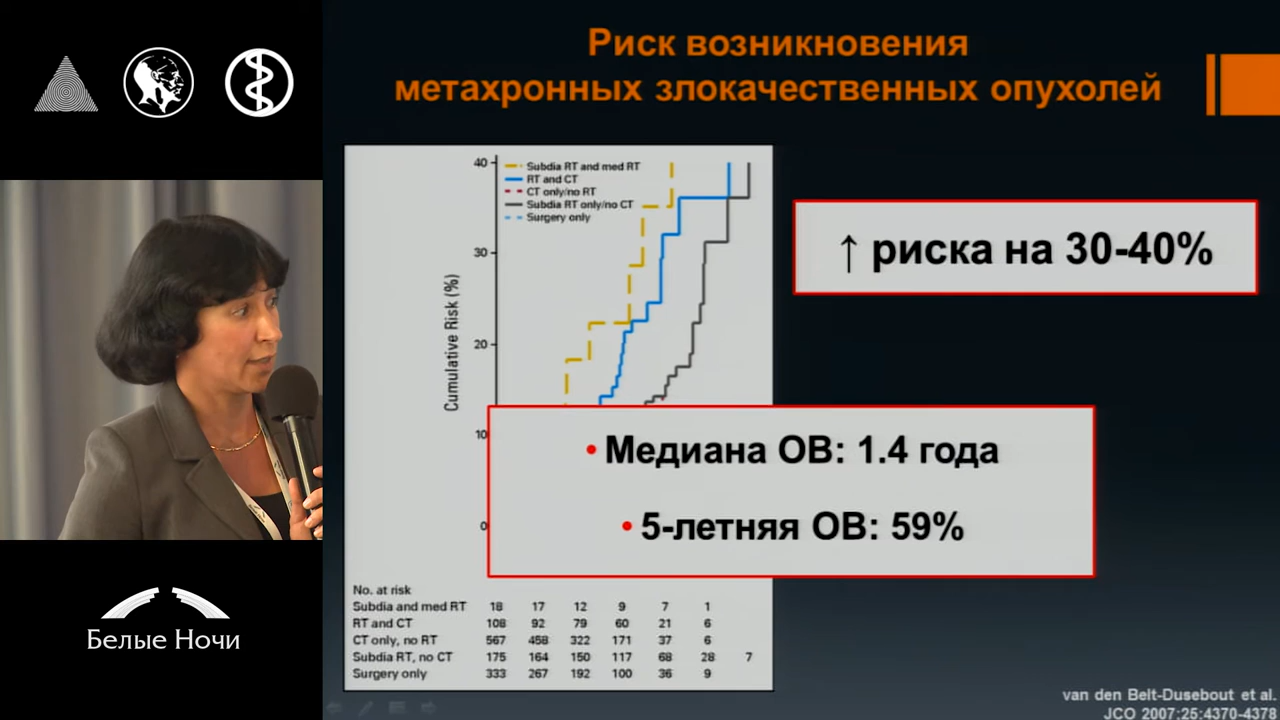 Риск возникновения
метахронных злокачественных опухолей
40
Subdia RT and med RT
RT and CT
CT only/no RT
Subdia RT only/no CT
Surgery only
30
20
10
0
Cumulative Risk (%)
↑ риска на 30-40%
• Медиана ОВ: 1.4 года
• 5-летняя ОВ: 59%
No. at risk
Subdia and med RT 18 17 12 9 7 1
RT and CT 108 92 79 60 21 6
CT only, no RT 567 458 322 171 37 6
Subdia RT, no CT 175 164 150 117 68 28 7
Surgery only 333 267 192 100 36 9
Белые Ночи
van den Belt-Dusebout et al.
JCO 2007:25:4370-4378